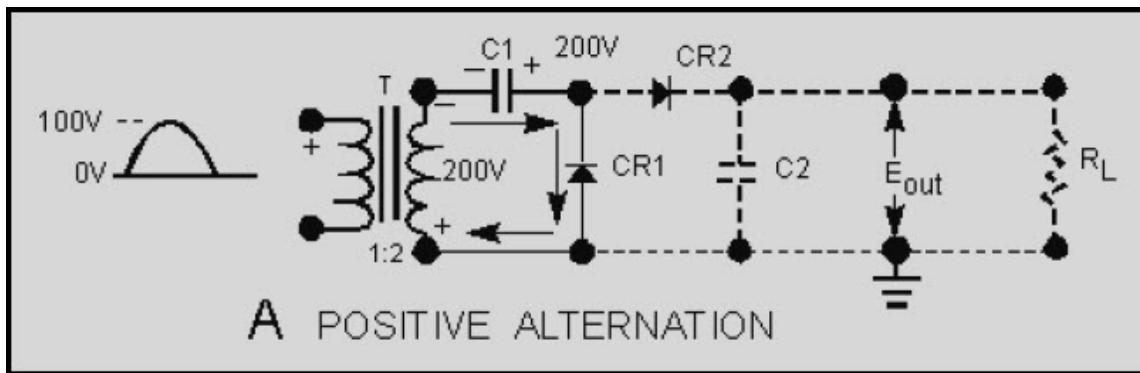 C1 200V CR2
– +
T
100V
0V
+
–
200V
+
1:2
CR1
C2
Eout
RL
A POSITIVE ALTERNATION